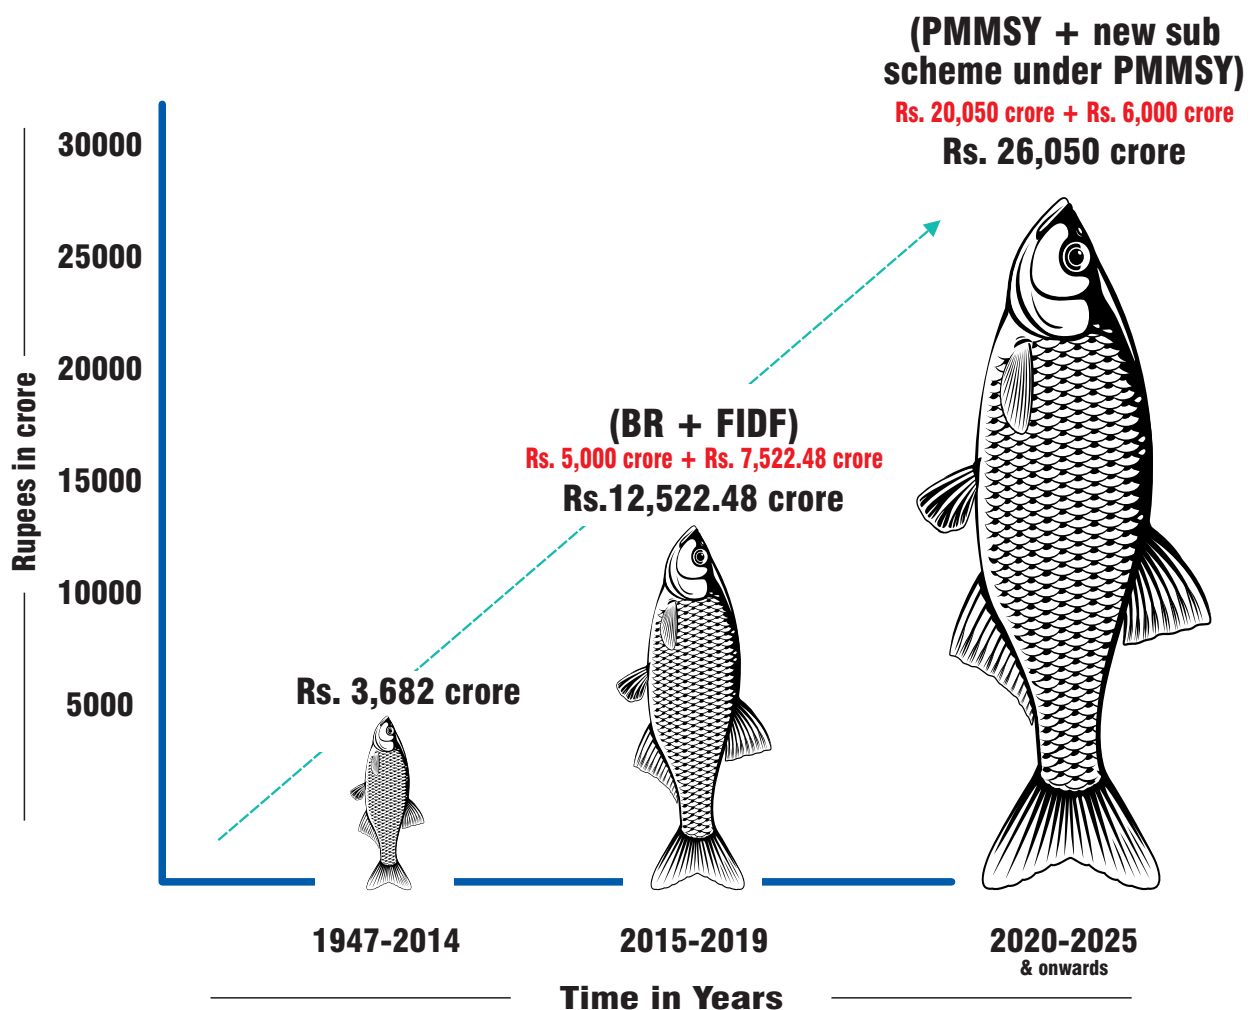 (PMMSY + new sub
scheme under PMMSY)
Rs. 20,050 crore + Rs. 6,000 crore
Rs. 26,050 crore
30000
25000
20000
15000
10000
5000
Rupees in crore
(BR + FIDF)
Rs. 5,000 crore + Rs. 7,522.48 crore
Rs.12,522.48 crore
Rs. 3,682 crore
1947-2014
2015-2019
2020-2025
& onwards
Time in Years